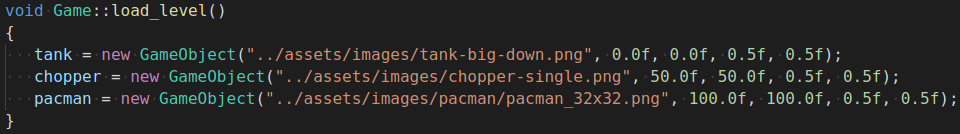 void Game::load_level()
{
    tank = new GameObject("../assets/images/tank-big-down.png", 0.0f, 0.0f, 0.5f, 0.5f);
    chopper = new GameObject("../assets/images/chopper-single.png", 50.0f, 50.0f, 0.5f, 0.5f);
    pacman = new GameObject("../assets/images/pacman/pacman_32x32.png", 100.0f, 100.0f, 0.5f, 0.5f);
}